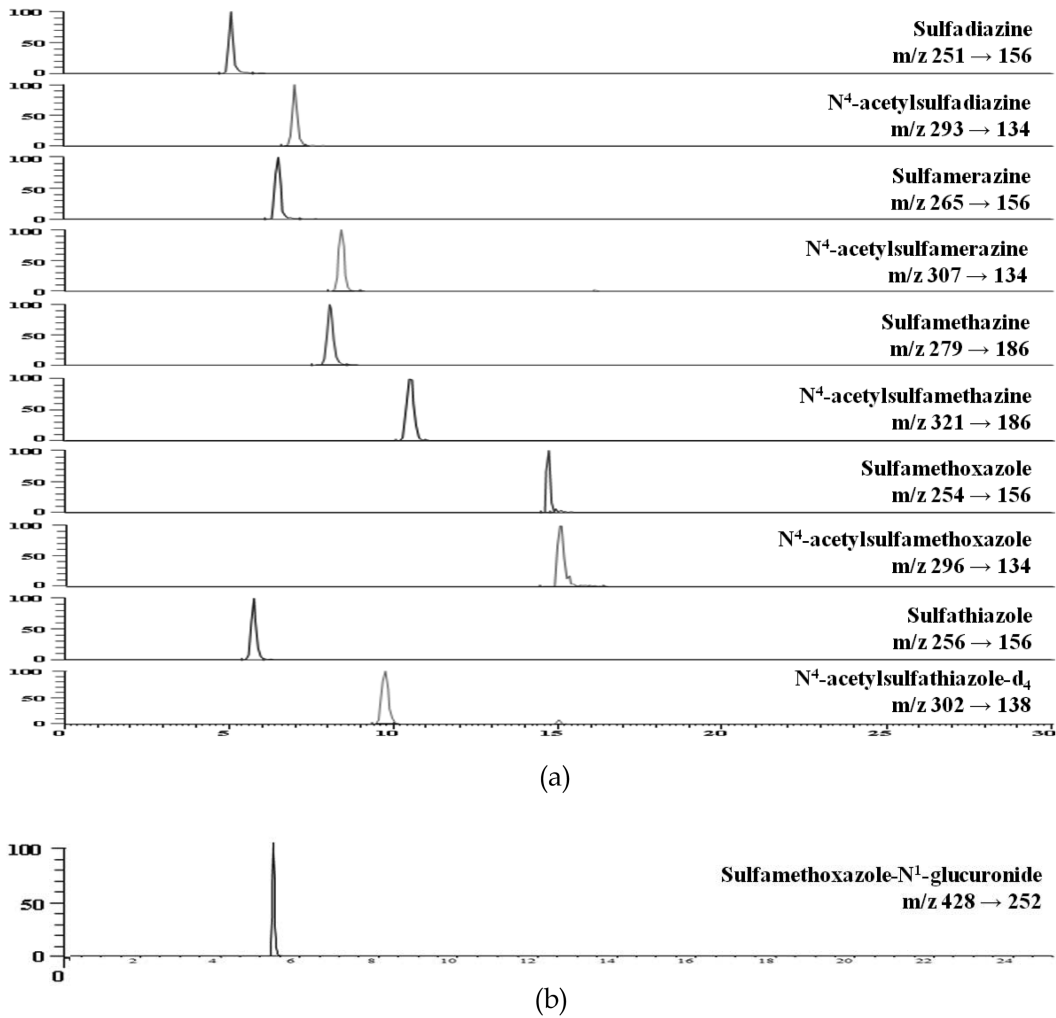 100
50
0
Sulfadiazine
m/z 251 → 156
100
50
0
N⁴-acetylsulfadiazine
m/z 293 → 134
100
50
0
Sulfamerazine
m/z 265 → 156
100
50
0
N⁴-acetylsulfamerazine
m/z 307 → 134
100
50
0
Sulfamethazine
m/z 279 → 186
100
50
0
N⁴-acetylsulfamethazine
m/z 321 → 186
100
50
0
Sulfamethoxazole
m/z 254 → 156
100
50
0
N⁴-acetylsulfamethoxazole
m/z 296 → 134
100
50
0
Sulfathiazole
m/z 256 → 156
100
50
0
N⁴-acetylsulfathiazole-d₄
m/z 302 → 138
0 5 10 15 20 25 30
(a)
100
50
0
Sulfamethoxazole-N¹-glucuronide
m/z 428 → 252
0 2 4 6 8 10 12 14 16 18 20 22 24
(b)